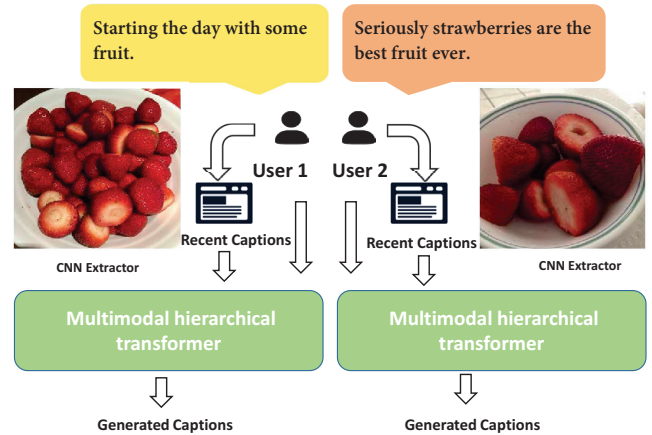 Starting the day with some
fruit.
Seriously strawberries are the
best fruit ever.
User 1
User 2
Recent Captions
Recent Captions
CNN Extractor
CNN Extractor
Multimodal hierarchical
transformer
Multimodal hierarchical
transformer
Generated Captions
Generated Captions